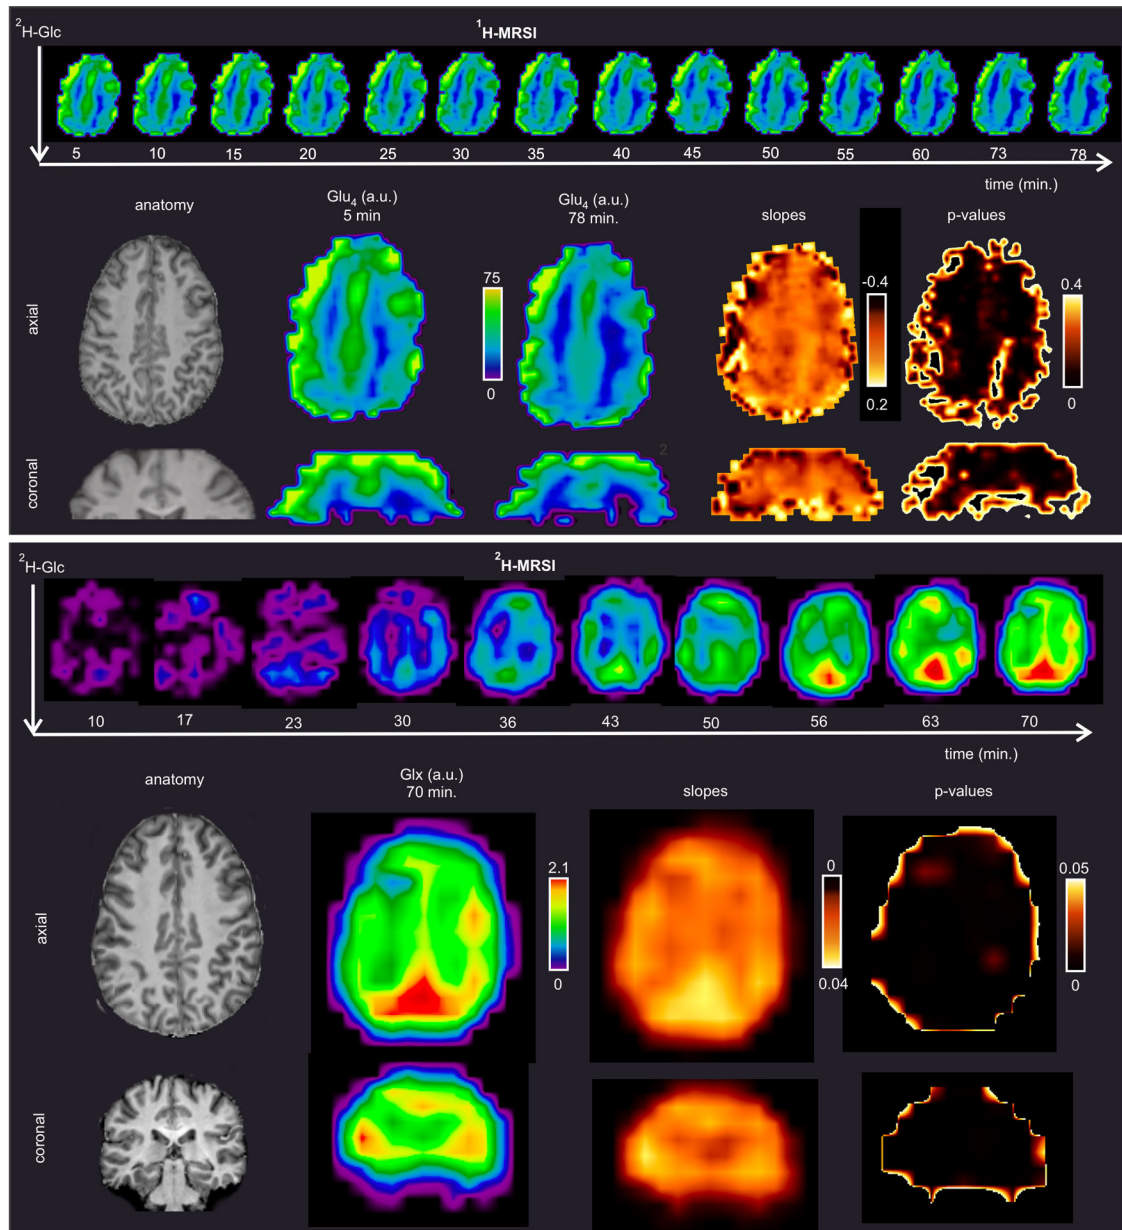 ²H-Glc
¹H-MRSI
5 10 15 20 25 30 35 40 45 50 55 60 73 78
time (min.)
anatomy
Glu₄ (a.u.)
5 min
Glu₄ (a.u.)
78 min.
slopes
p-values
axial
75
0
-0.4
0.2
0.4
0
coronal
2
²H-Glc
²H-MRSI
10 17 23 30 36 43 50 56 63 70
time (min.)
anatomy
Glx (a.u.)
70 min.
slopes
p-values
axial
2.1
0
0
0.04
0.05
0
coronal